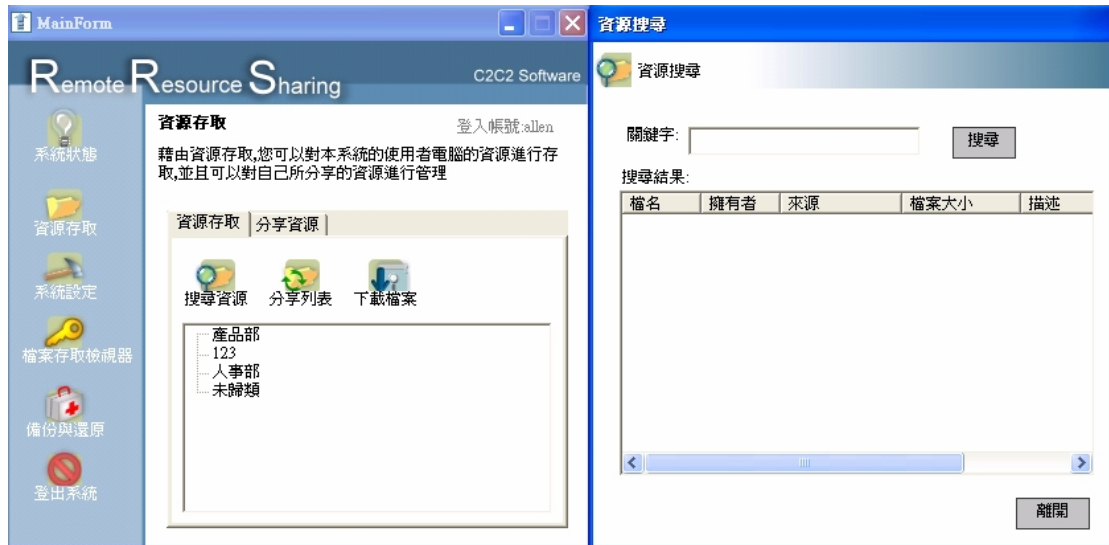 MainForm
Remote Resource Sharing
C2C2 Software
系統狀態
資源存取
系統設定
檔案存取檢視器
備份與還原
登出系統
資源存取
登入帳號:allen
藉由資源存取,您可以對本系統的使用者電腦的資源進行存
取,並且可以對自己所分享的資源進行管理
資源存取
分享資源
搜尋資源
分享列表
下載檔案
產品部
123
人事部
未歸類
資源搜尋
資源搜尋
關鍵字:
搜尋
搜尋結果:
檔名
擁有者
來源
檔案大小
描述
離開